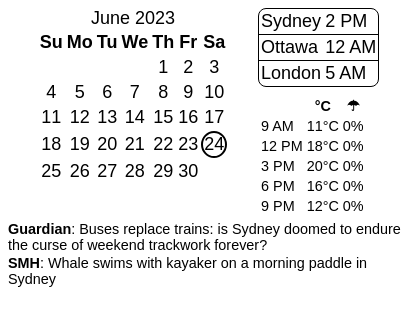 June 2023
Su Mo Tu We Th Fr Sa
1 2 3
4 5 6 7 8 9 10
11 12 13 14 15 16 17
18 19 20 21 22 23 24
25 26 27 28 29 30
Sydney 2 PM
Ottawa 12 AM
London 5 AM
°C ☂
9 AM 11°C 0%
12 PM 18°C 0%
3 PM 20°C 0%
6 PM 16°C 0%
9 PM 12°C 0%
Guardian: Buses replace trains: is Sydney doomed to endure
the curse of weekend trackwork forever?
SMH: Whale swims with kayaker on a morning paddle in
Sydney